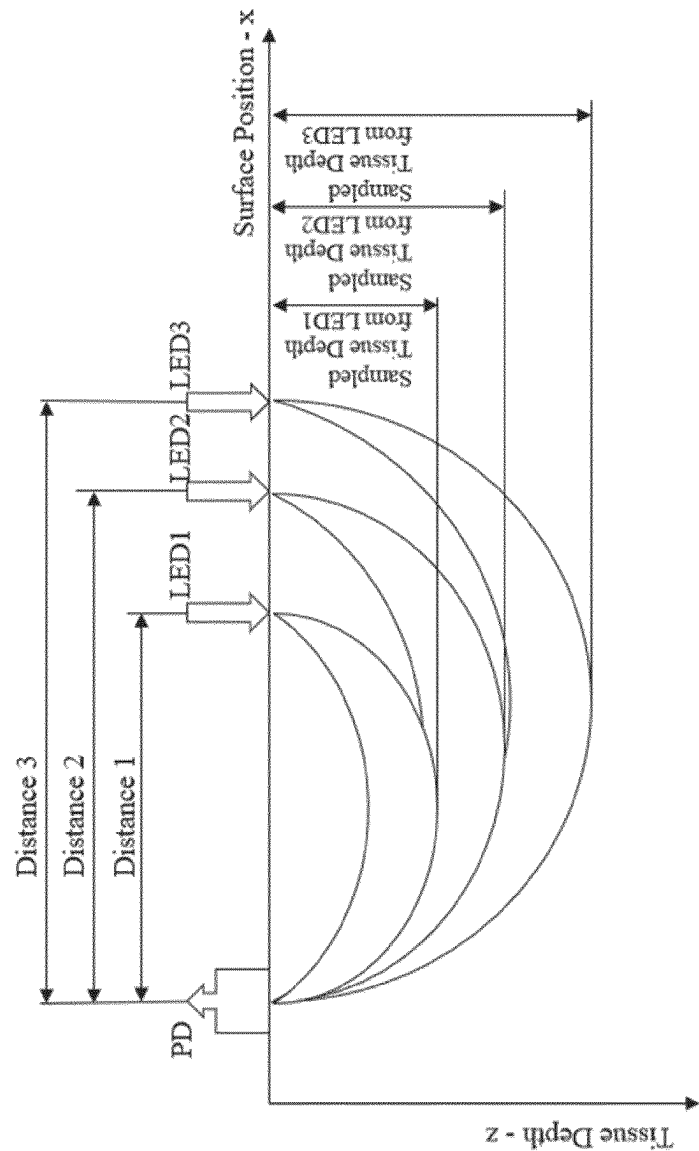 Distance 3
Distance 2
Distance 1
PD
LED1
LED2
LED3
Surface Position - x
Sampled
Tissue Depth
from LED1
Sampled
Tissue Depth
from LED2
Sampled
Tissue Depth
from LED3
Tissue Depth - z